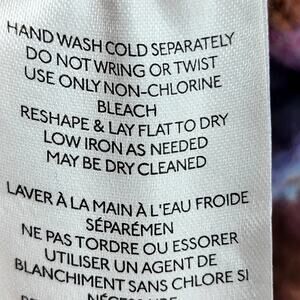 HAND WASH COLD SEPARATELY
DO NOT WRING OR TWIST
USE ONLY NON-CHLORINE
BLEACH
RESHAPE & LAY FLAT TO DRY
LOW IRON AS NEEDED
MAY BE DRY CLEANED
LAVER À LA MAIN À L'EAU FROIDE
SÉPARÉMEN
NE PAS TORDRE OU ESSORER
UTILISER UN AGENT DE
BLANCHIMENT SANS CHLORE SI